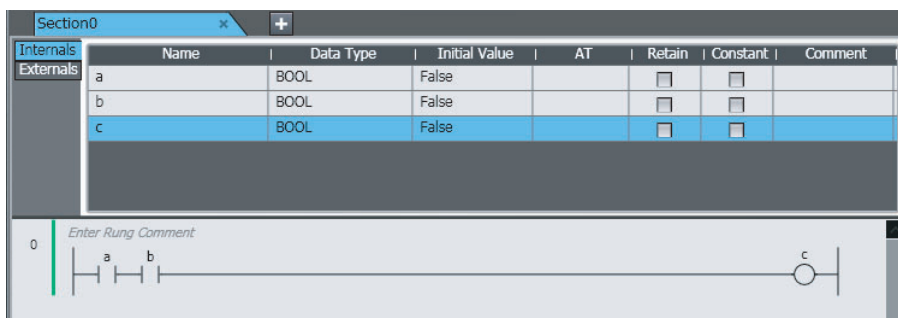 Section0 × +
Internals
Externals
Name Data Type Initial Value AT Retain Constant Comment
a BOOL False
b BOOL False
c BOOL False
0 Enter Rung Comment
a b c